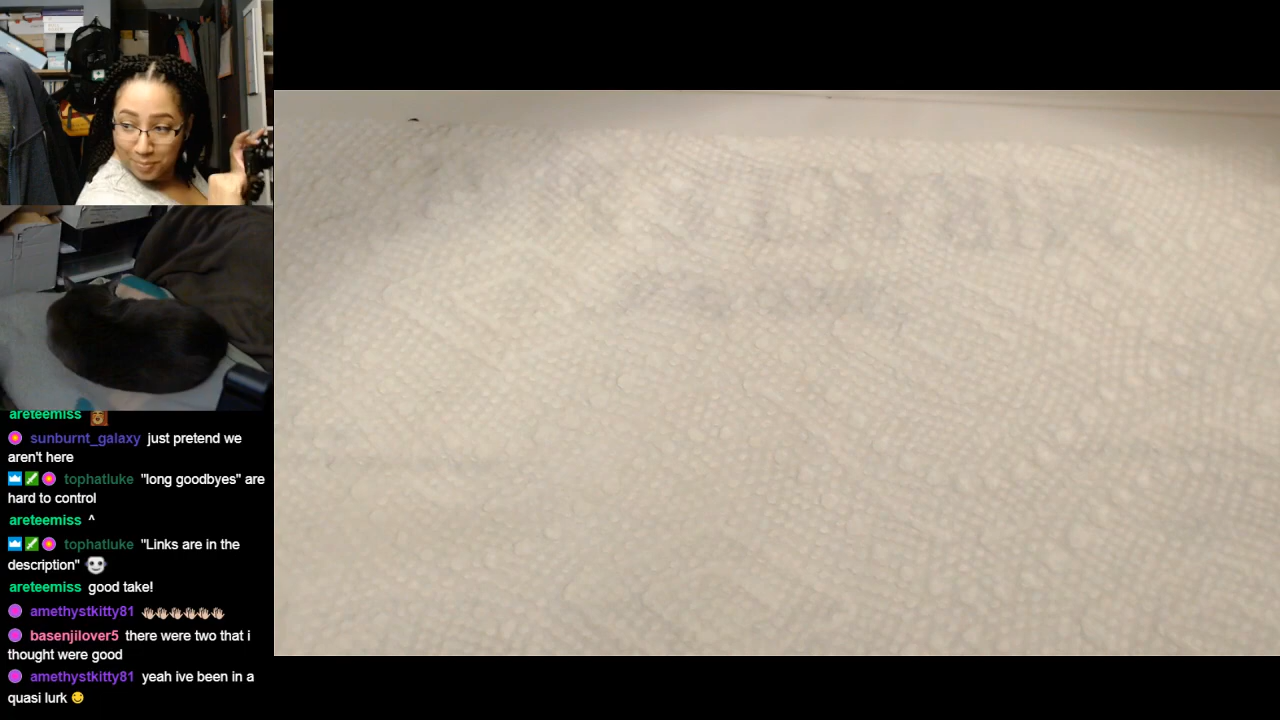 areteemiss
sunburnt_galaxy just pretend we
aren't here
tophatluke "long goodbyes" are
hard to control
areteemiss ^
tophatluke "Links are in the
description"
areteemiss good take!
amethystkitty81 👋🏻👋🏻👋🏻👋🏻👋🏻👋🏻
basenjilover5 there were two that i
thought were good
amethystkitty81 yeah ive been in a
quasi lurk